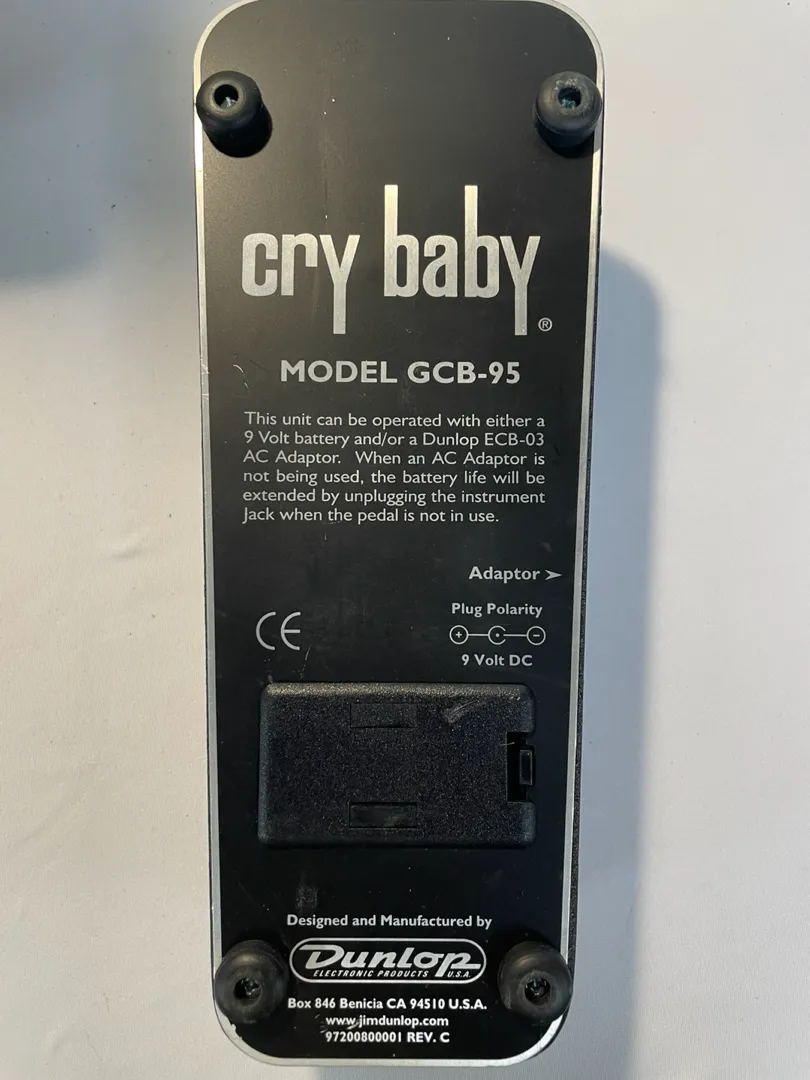 cry baby®
MODEL GCB-95
This unit can be operated with either a
9 Volt battery and/or a Dunlop ECB-03
AC Adaptor. When an AC Adaptor is
not being used, the battery life will be
extended by unplugging the instrument
Jack when the pedal is not in use.
Adaptor ➣
Plug Polarity
+ -
CE
9 Volt DC
Designed and Manufactured by
Dunlop
ELECTRONIC PRODUCTS U.S.A.
Box 846 Benicia CA 94510 U.S.A.
www.jimdunlop.com
97200800001 REV. C